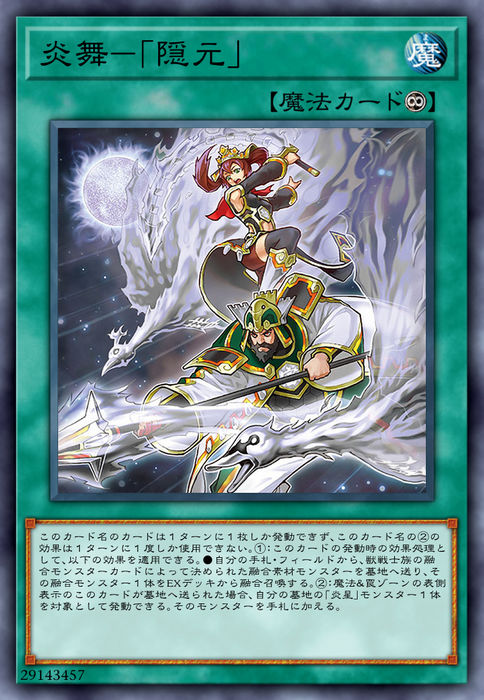 炎舞－「隠元」
魔
【魔法カード】
このカード名のカードは１ターンに１枚しか発動できず、このカード名の②の
効果は１ターンに１度しか使用できない。①：このカードの発動時の効果処理と
して、以下の効果を適用できる。●自分の手札・フィールドから、獣戦士族の融
合モンスターカードによって決められた融合素材モンスターを墓地へ送り、そ
の融合モンスター１体をEXデッキから融合召喚する。②：魔法&罠ゾーンの表側
表示のこのカードが墓地へ送られた場合、自分の墓地の「炎星」モンスター１体
を対象として発動できる。そのモンスターを手札に加える。
29143457